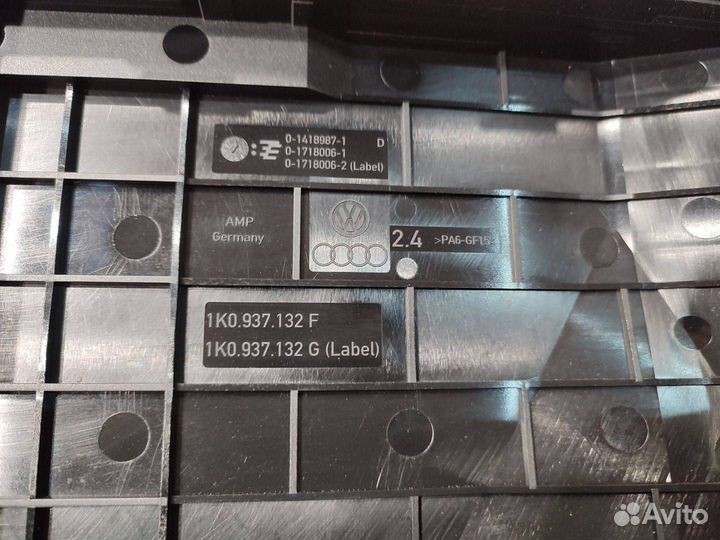 0-1418987-1 D
0-1718006-1
0-1718006-2 (Label)
AMP
Germany
2.4 >PA6-GF15
1K0.937.132 F
1K0.937.132 G (Label)
Avito